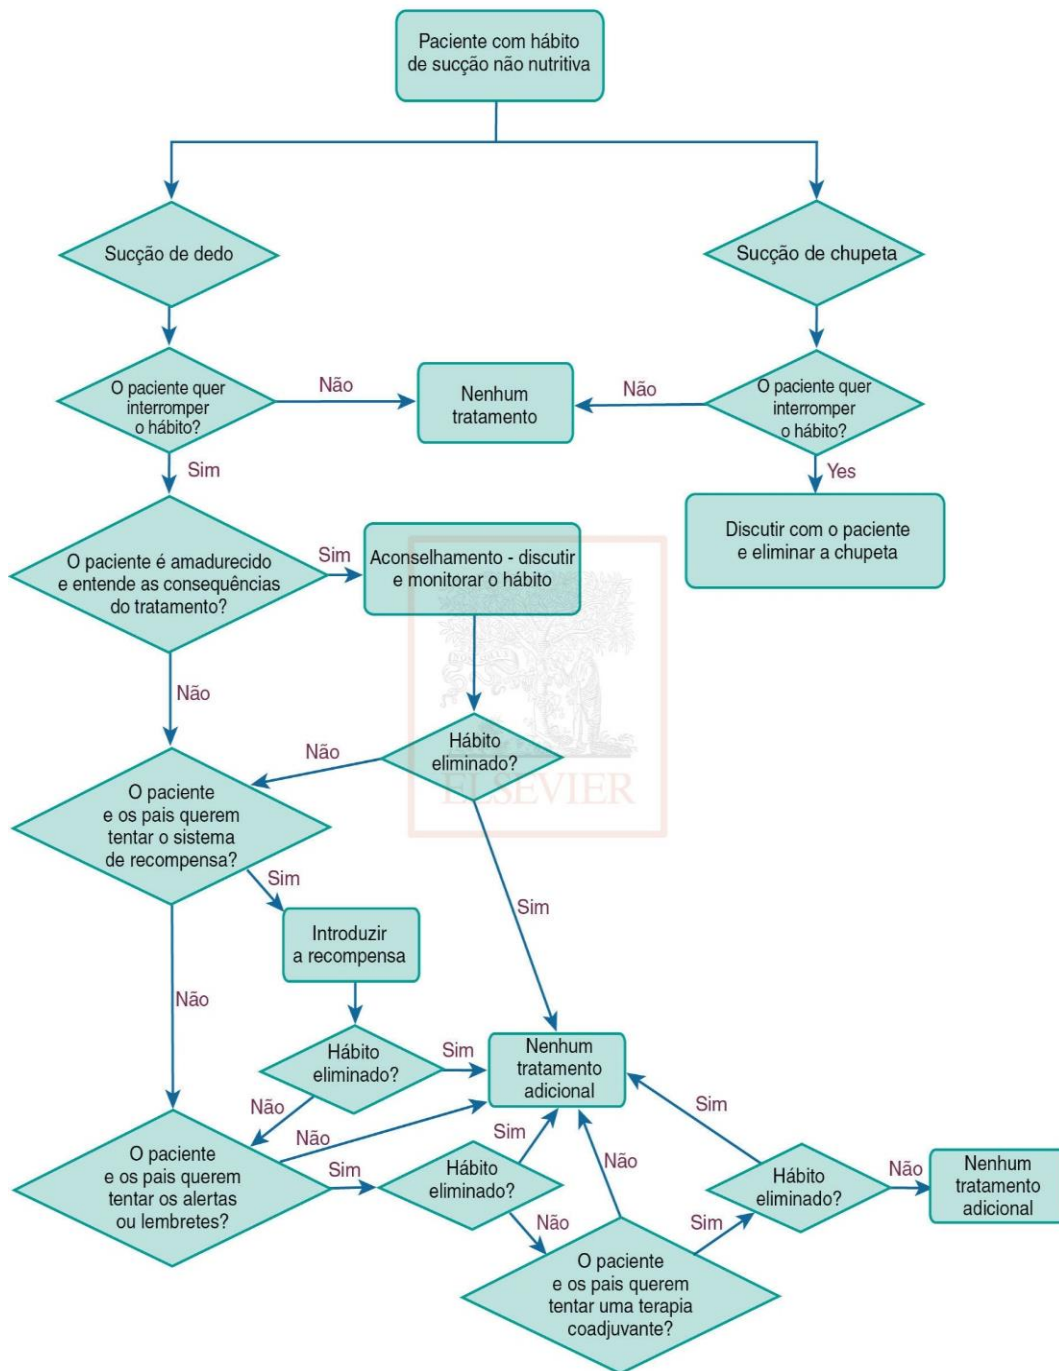 Paciente com hábito
de sucção não nutritiva
Sucção de dedo
Sucção de chupeta
O paciente quer
interromper
o hábito?
Não
Nenhum
tratamento
Não
O paciente quer
interromper
o hábito?
Sim
Yes
O paciente é amadurecido
e entende as consequências
do tratamento?
Sim
Aconselhamento - discutir
e monitorar o hábito
Discutir com o paciente
e eliminar a chupeta
Não
Não
Hábito
eliminado?
ELSEVIER
O paciente
e os pais querem
tentar o sistema
de recompensa?
Sim
Sim
Introduzir
a recompensa
Não
Hábito
eliminado?
Sim
Nenhum
tratamento
adicional
Não
Não
Sim
O paciente
e os pais querem
tentar os alertas
ou lembretes?
Sim
Hábito
eliminado?
Sim
Não
Não
Sim
Hábito
eliminado?
Não
Nenhum
tratamento
adicional
O paciente
e os pais querem
tentar uma terapia
coadjuvante?